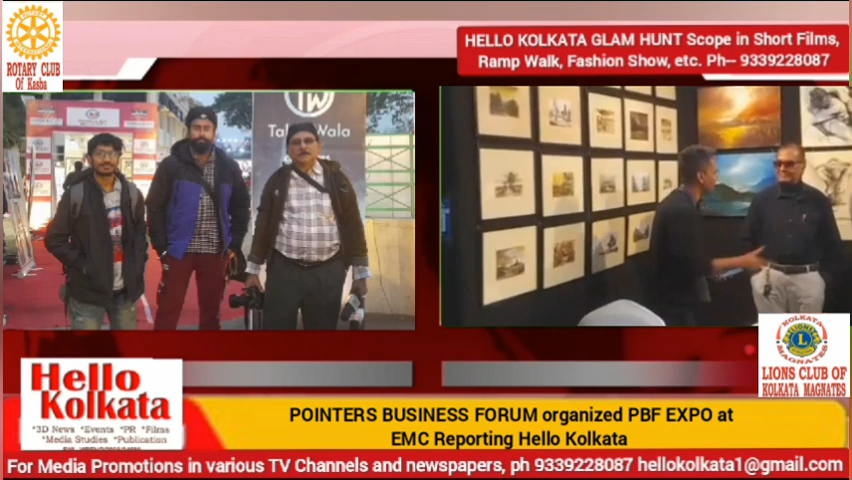 ROTARY CLUB
Of Kasba
HELLO KOLKATA GLAM HUNT Scope in Short Films,
Ramp Walk, Fashion Show, etc. Ph-- 9339228087
TW
Wala
KOLKATA
LIONS
L
MAGNATES
LIONS CLUB OF
KOLKATA MAGNATES
Hello
Kolkata
*3D News *Events *PR *Films
*Media Studies *Publication
POINTERS BUSINESS FORUM organized PBF EXPO at
EMC Reporting Hello Kolkata
For Media Promotions in various TV Channels and newspapers, ph 9339228087 hellokolkata1@gmail.com